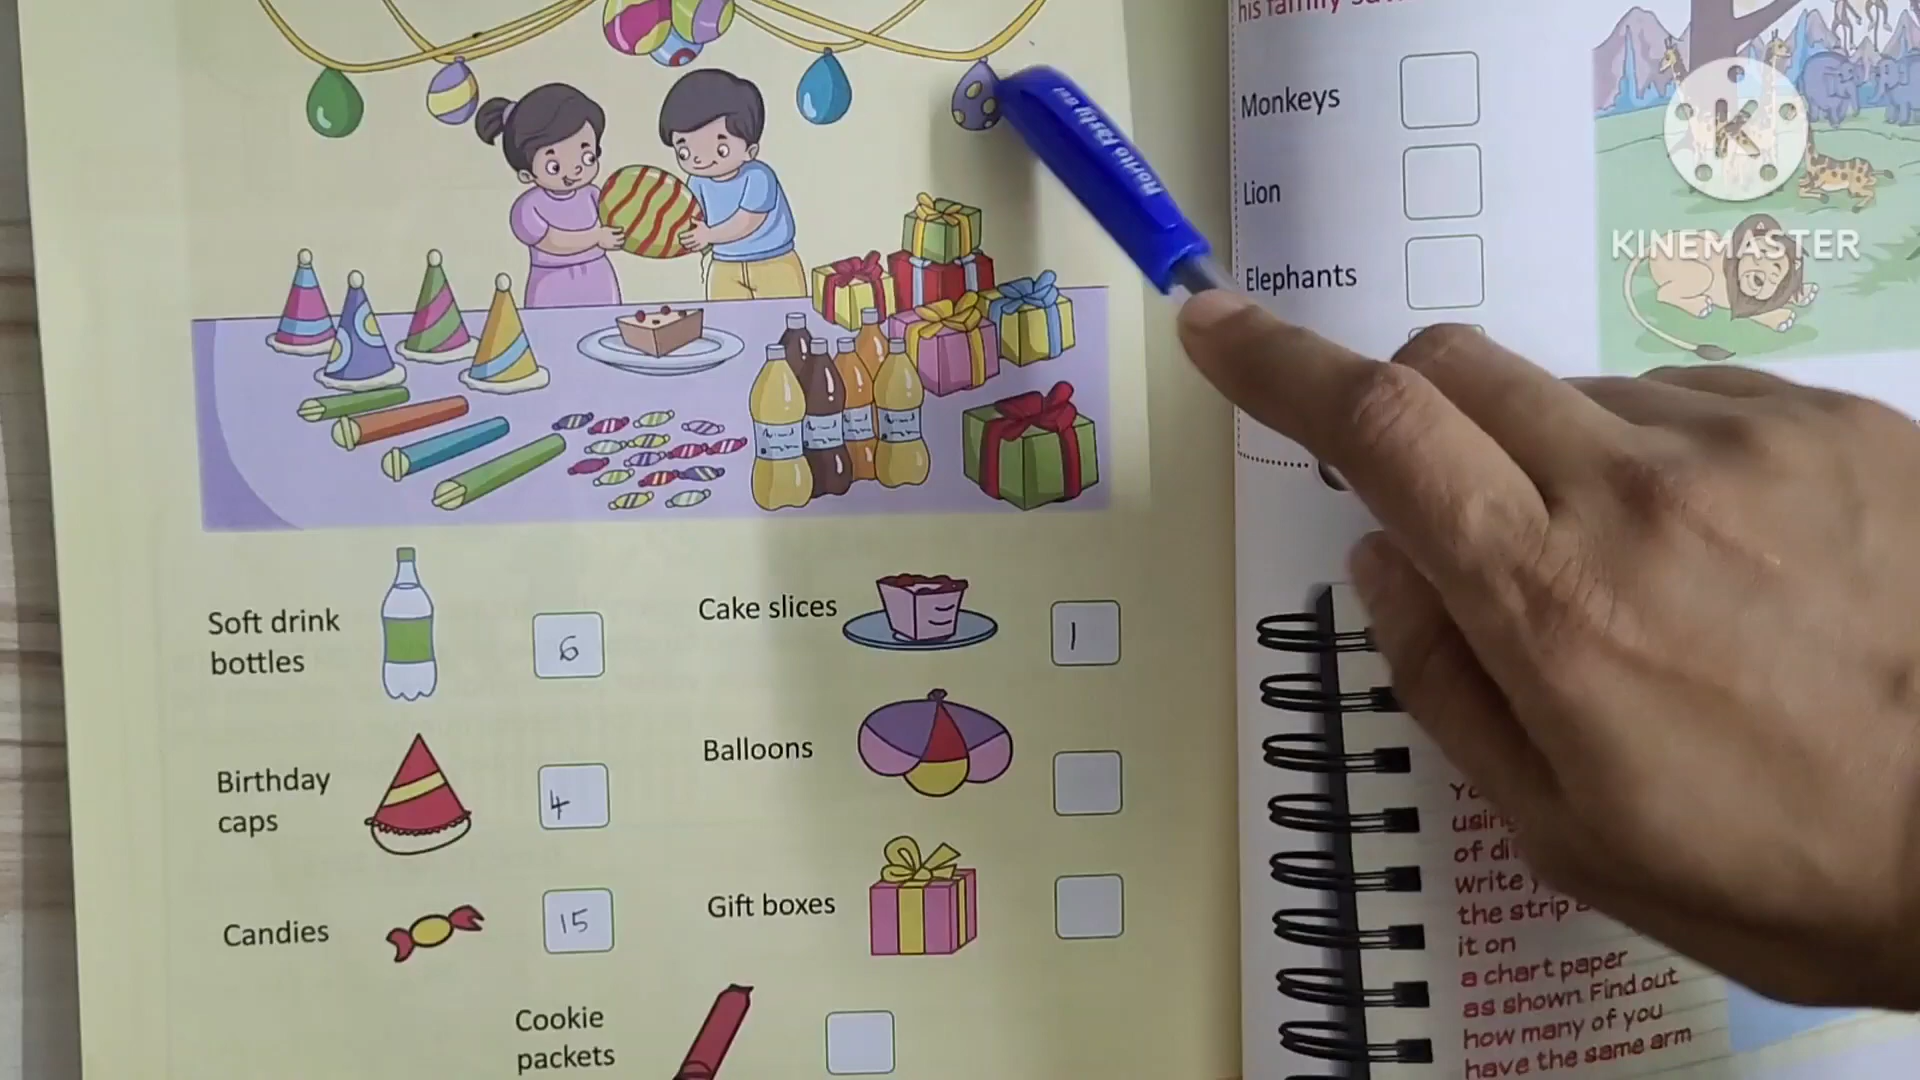 his family
Monkeys
Lion
Elephants
K
KINEMASTER
Soft drink
bottles
6
Cake slices
1
Birthday
caps
4
Balloons
Candies
15
Gift boxes
Cookie
packets
using
of di
write
the strip
it on
a chart paper
as shown. Find out
how many of you
have the same arm